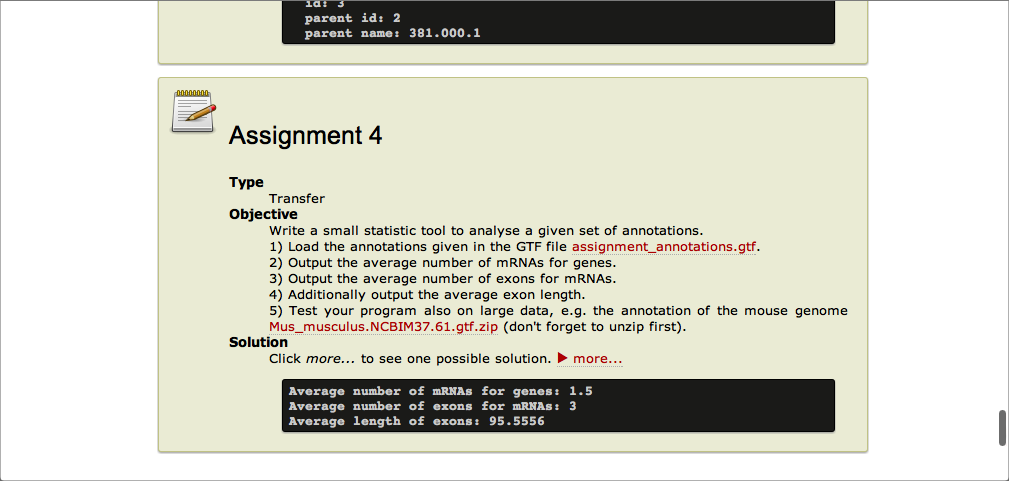 id: 3
parent id: 2
parent name: 381.000.1
Assignment 4
Type
Transfer
Objective
Write a small statistic tool to analyse a given set of annotations.
1) Load the annotations given in the GTF file assignment_annotations.gtf.
2) Output the average number of mRNAs for genes.
3) Output the average number of exons for mRNAs.
4) Additionally output the average exon length.
5) Test your program also on large data, e.g. the annotation of the mouse genome
Mus_musculus.NCBIM37.61.gtf.zip (don't forget to unzip first).
Solution
Click more... to see one possible solution. ▶ more...
Average number of mRNAs for genes: 1.5
Average number of exons for mRNAs: 3
Average length of exons: 95.5556